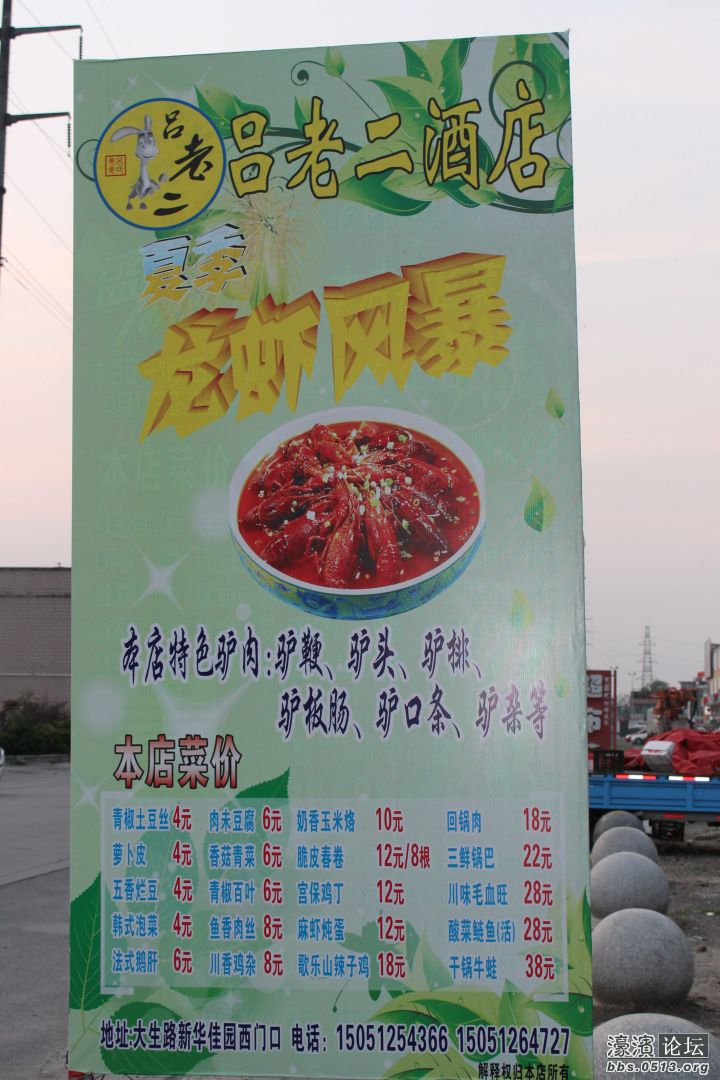 吕老二
吕老二酒店
夏季
龙虾风暴
本店特色驴肉:驴鞭、驴头、驴排、
驴板肠、驴口条、驴杂等
本店菜价
青椒土豆丝 4元 肉末豆腐 6元 奶香玉米烙 10元 回锅肉 18元
萝卜皮 4元 香菇青菜 6元 脆皮春卷 12元/8根 三鲜锅巴 22元
五香烂豆 4元 青椒百叶 6元 宫保鸡丁 12元 川味毛血旺 28元
韩式泡菜 4元 鱼香肉丝 8元 麻虾炖蛋 12元 酸菜鲢鱼(活) 28元
法式鹅肝 6元 川香鸡杂 8元 歌乐山辣子鸡 18元 干锅牛蛙 38元
地址:大生路新华佳园西门口 电话: 15051254366 15051264727
解释权归本店所有
濠滨论坛
bbs.0513.org